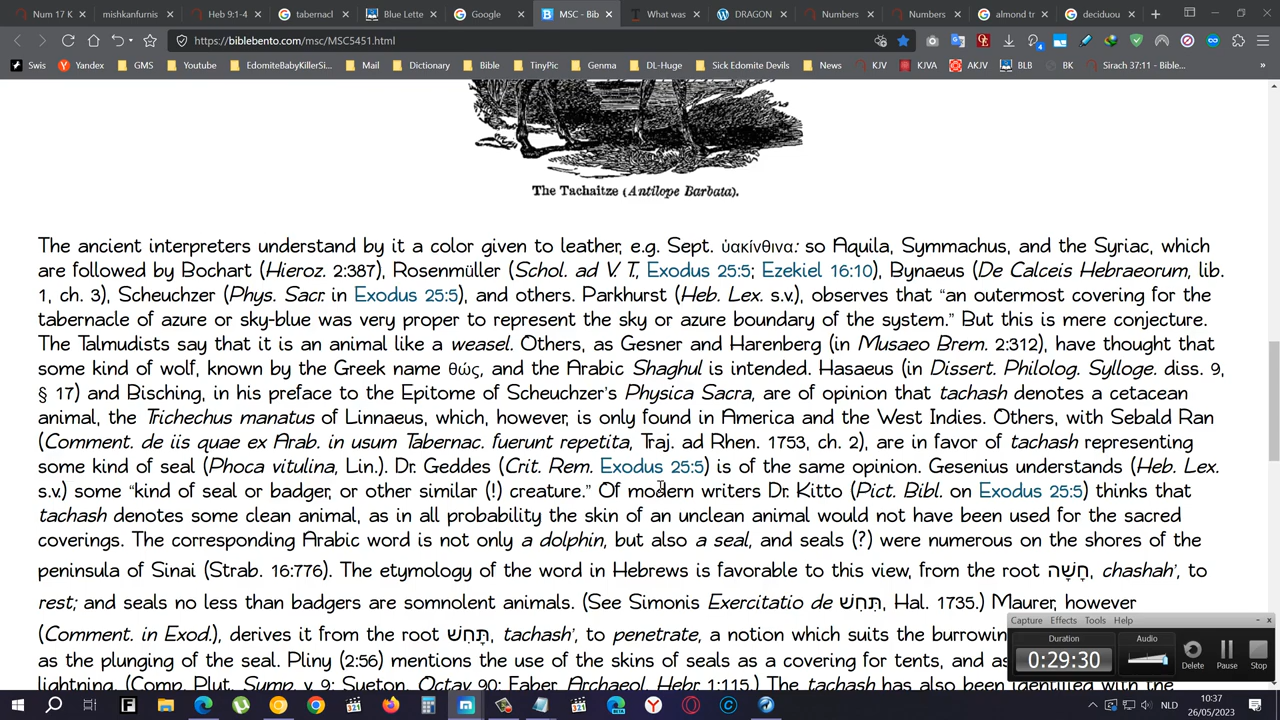 Num 17 K
mishkanfurnis
Heb 9:1-4
tabernacl
Blue Lette
Google
MSC - Bib
What was
DRAGON
Numbers
Numbers
almond tr
deciduou
https://biblebento.com/msc/MSC5451.html
Swis
Yandex
GMS
Youtube
EdomiteBabyKillerSi...
Mail
Dictionary
Bible
TinyPic
Genma
DL-Huge
Sick Edomite Devils
News
KJV
KJVA
AKJV
BLB
BK
Sirach 37:11 - Bible...
The Tachaitze (Antilope Barbata).
The ancient interpreters understand by it a color given to leather, e.g. Sept. ὑακίνθινα: so Aquila, Symmachus, and the Syriac, which
are followed by Bochart (Hieroz. 2:387), Rosenmüller (Schol. ad V. T., Exodus 25:5; Ezekiel 16:10), Bynaeus (De Calceis Hebraeorum, lib.
1, ch. 3), Scheuchzer (Phys. Sacr. in Exodus 25:5), and others. Parkhurst (Heb. Lex. s.v.), observes that “an outermost covering for the
tabernacle of azure or sky-blue was very proper to represent the sky or azure boundary of the system.” But this is mere conjecture.
The Talmudists say that it is an animal like a weasel. Others, as Gesner and Harenberg (in Musaeo Brem. 2:312), have thought that
some kind of wolf, known by the Greek name θώς, and the Arabic Shaghul is intended. Hasaeus (in Dissert. Philolog. Sylloge. diss. 9,
§ 17) and Bisching, in his preface to the Epitome of Scheuchzer’s Physica Sacra, are of opinion that tachash denotes a cetacean
animal, the Trichechus manatus of Linnaeus, which, however, is only found in America and the West Indies. Others, with Sebald Ran
(Comment. de iis quae ex Arab. in usum Tabernac. fuerunt repetita, Traj. ad Rhen. 1753, ch. 2), are in favor of tachash representing
some kind of seal (Phoca vitulina, Lin.). Dr. Geddes (Crit. Rem. Exodus 25:5) is of the same opinion. Gesenius understands (Heb. Lex.
s.v.) some “kind of seal or badger, or other similar (!) creature.” Of modern writers Dr. Kitto (Pict. Bibl. on Exodus 25:5) thinks that
tachash denotes some clean animal, as in all probability the skin of an unclean animal would not have been used for the sacred
coverings. The corresponding Arabic word is not only a dolphin, but also a seal, and seals (?) were numerous on the shores of the
peninsula of Sinai (Strab. 16:776). The etymology of the word in Hebrews is favorable to this view, from the root חָשָׁה, chashah’, to
rest; and seals no less than badgers are somnolent animals. (See Simonis Exercitatio de תִּחִשׁ, Hal. 1735.) Maurer, however
(Comment. in Exod.), derives it from the root תָּחִשׁ, tachash’, to penetrate, a notion which suits the burrowin
as the plunging of the seal. Pliny (2:56) mentions the use of the skins of seals as a covering for tents, and as
lightning. (Comp. Plut. Symp. v. 9; Sueton. Octav. 90; Faber, Archaeol. Hebr. 1:115.) The tachash has also been identified with the
Capture Effects Tools Help
Duration
0:29:30
Audio
Delete
Pause
Stop
NLD
10:37
26/05/2023